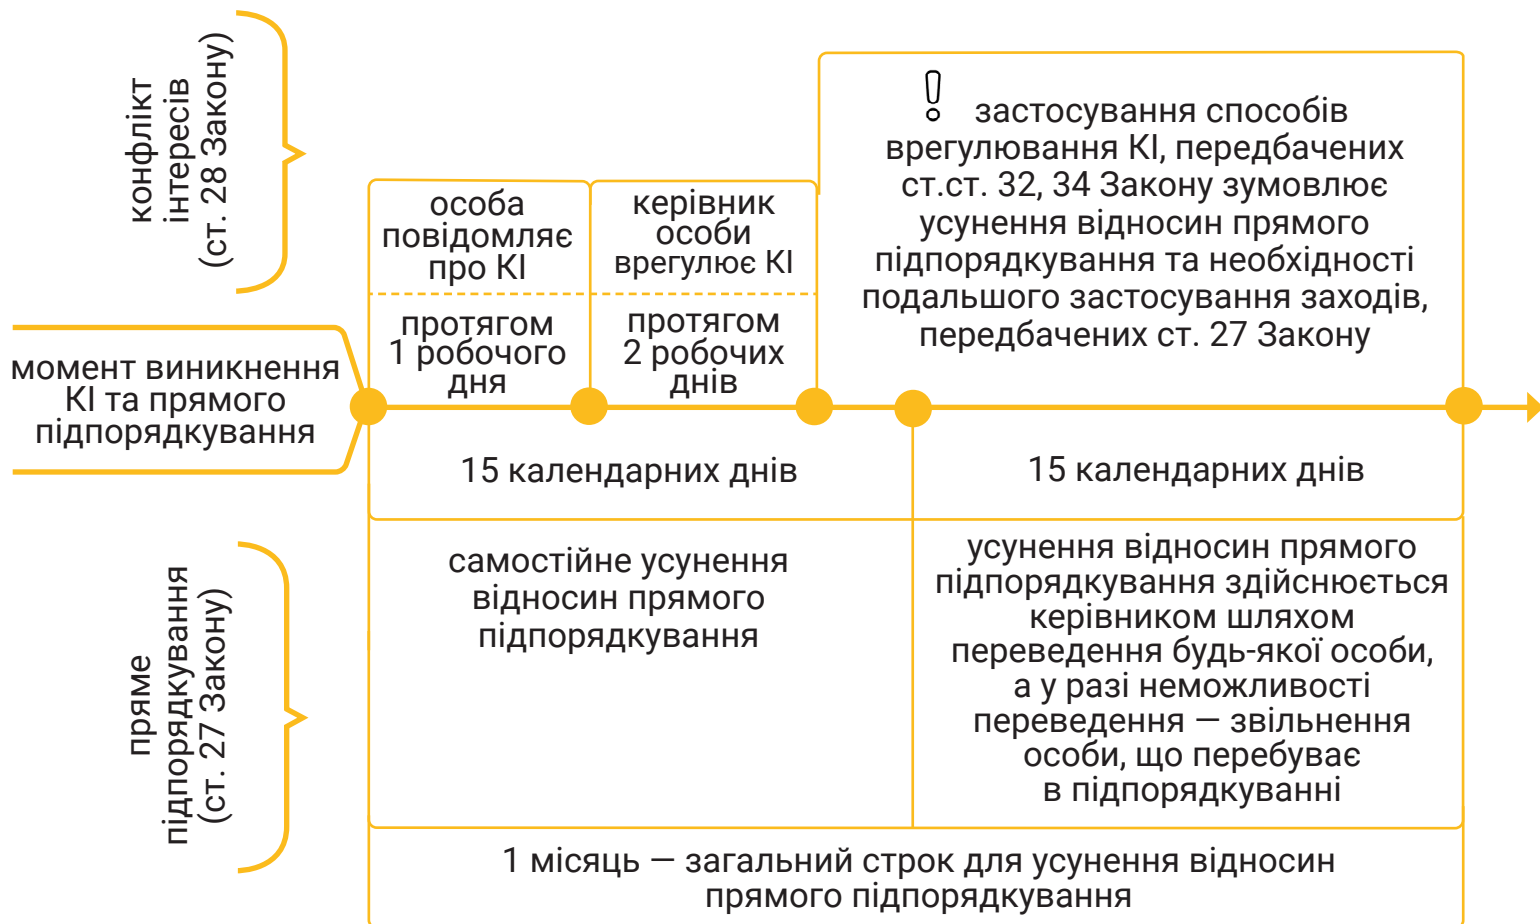 конфлікт
інтересів
(ст. 28 Закону)
особа
повідомляє
про КІ
протягом
1 робочого
дня
керівник
особи
врегулює КІ
протягом
2 робочих
днів
! застосування способів
врегулювання КІ, передбачених
ст.ст. 32, 34 Закону зумовлює
усунення відносин прямого
підпорядкування та необхідності
подальшого застосування заходів,
передбачених ст. 27 Закону
момент виникнення
КІ та прямого
підпорядкування
15 календарних днів
15 календарних днів
пряме
підпорядкування
(ст. 27 Закону)
самостійне усунення
відносин прямого
підпорядкування
усунення відносин прямого
підпорядкування здійснюється
керівником шляхом
переведення будь-якої особи,
а у разі неможливості
переведення — звільнення
особи, що перебуває
в підпорядкуванні
1 місяць — загальний строк для усунення відносин
прямого підпорядкування